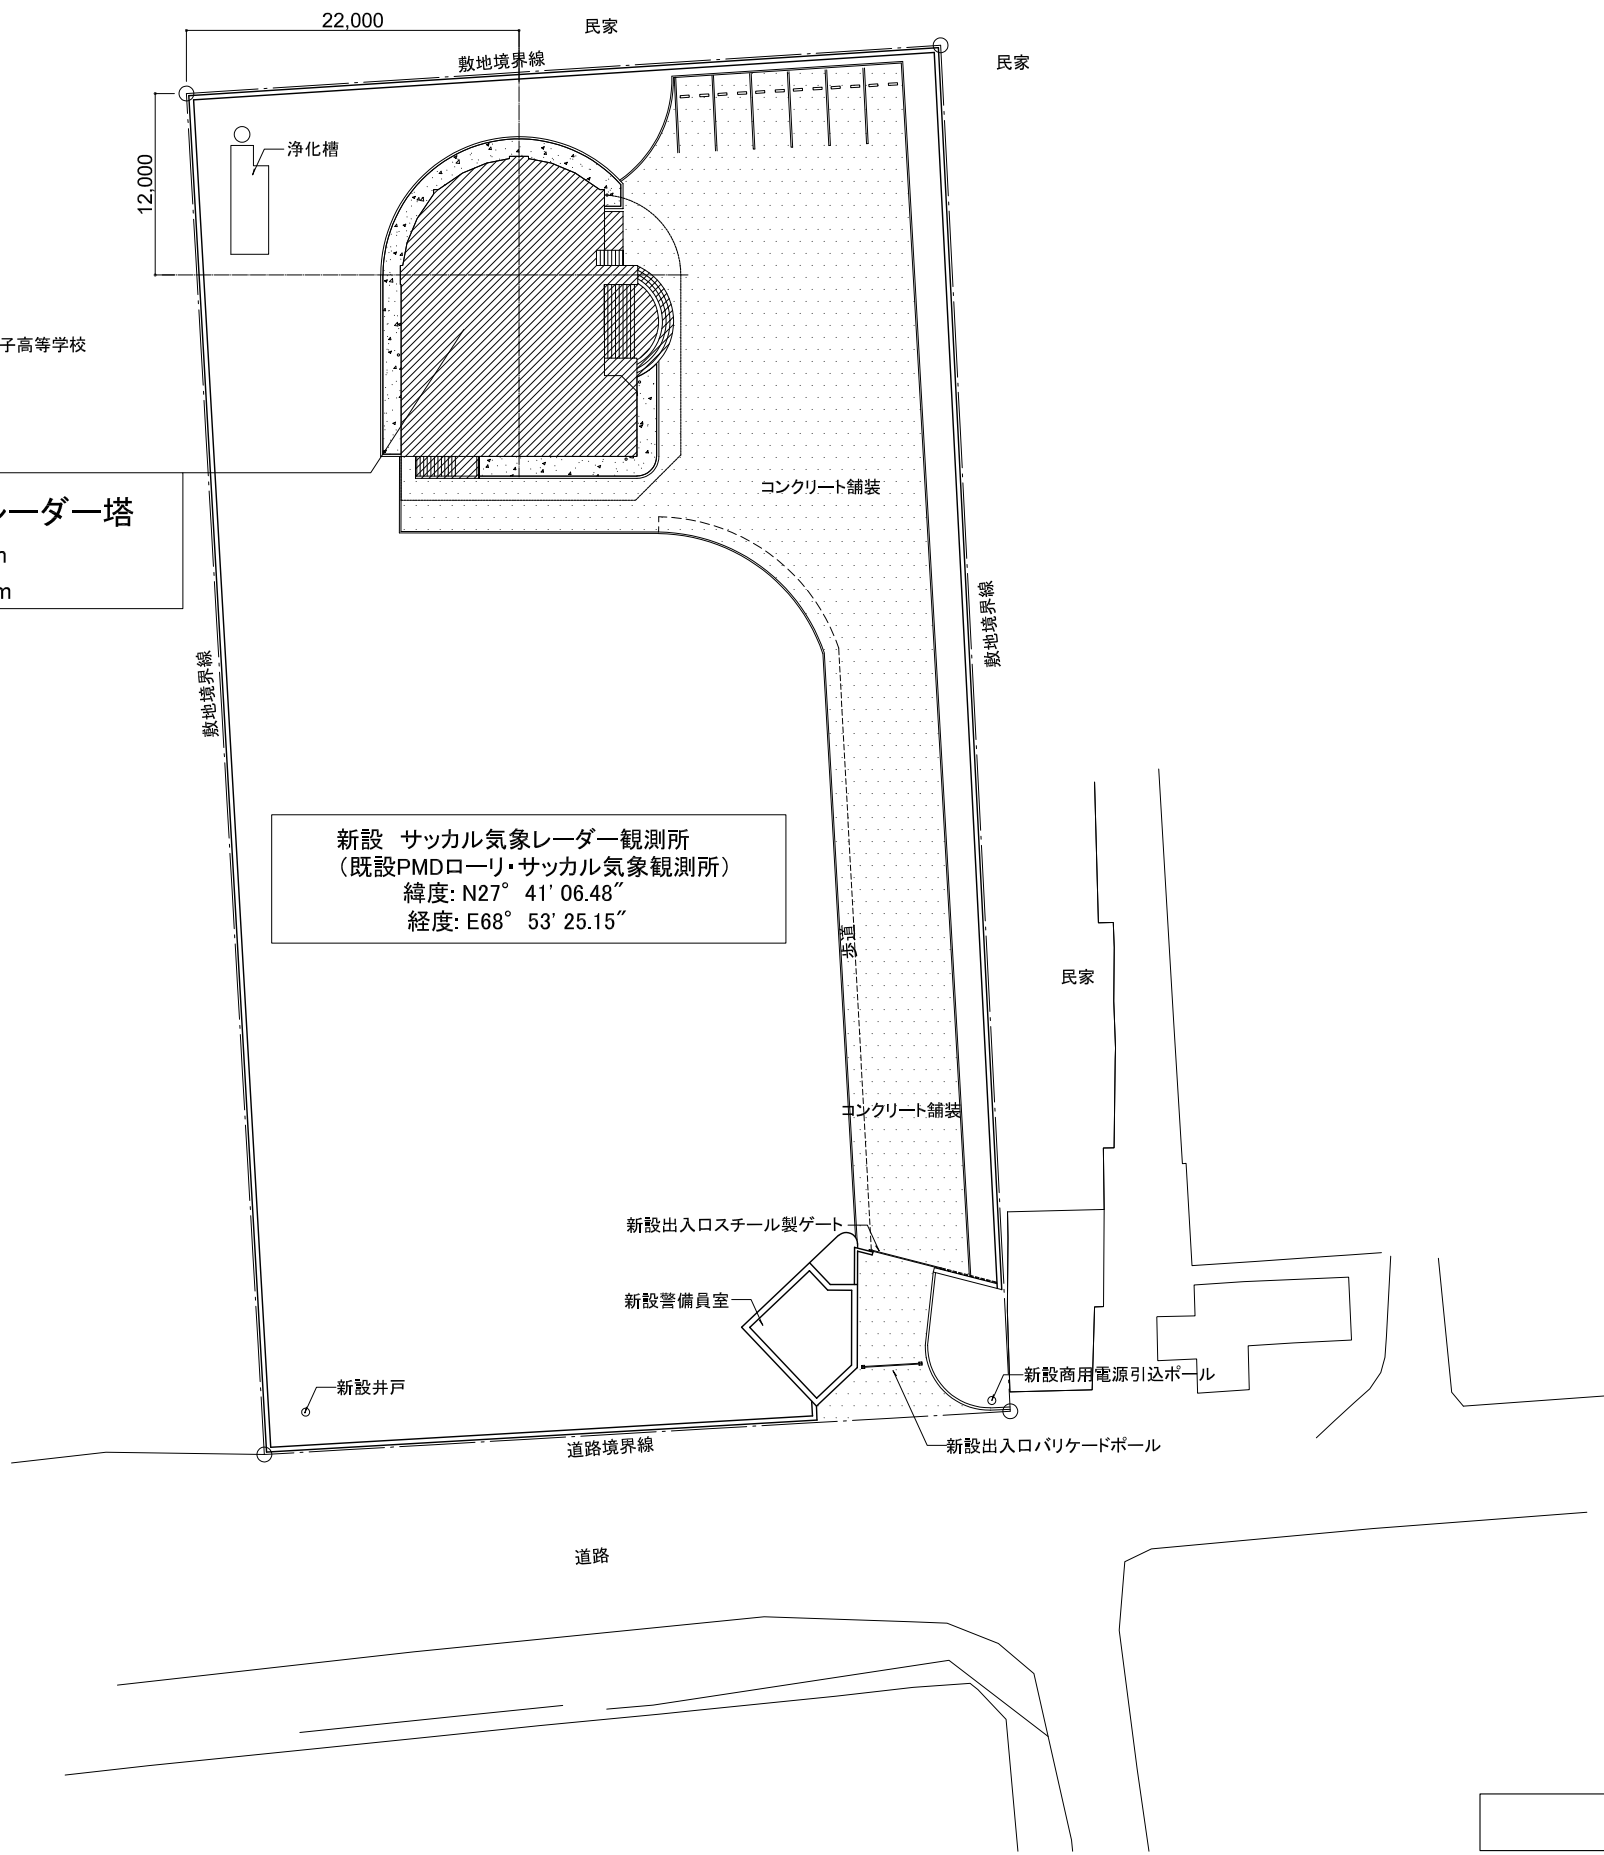 22,000
民家
敷地境界線
民家
12,000
浄化槽
子高等学校
コンクリート舗装
レーダー塔
m
m
敷地境界線
敷地境界線
新設 サッカル気象レーダー観測所
(既設PMDローリ・サッカル気象観測所)
緯度: N27° 41' 06.48"
経度: E68° 53' 25.15"
歩道
民家
コンクリート舗装
新設出入口スチール製ゲート
新設警備員室
新設井戸
新設商用電源引込ポール
道路境界線
新設出入口バリケードポール
道路